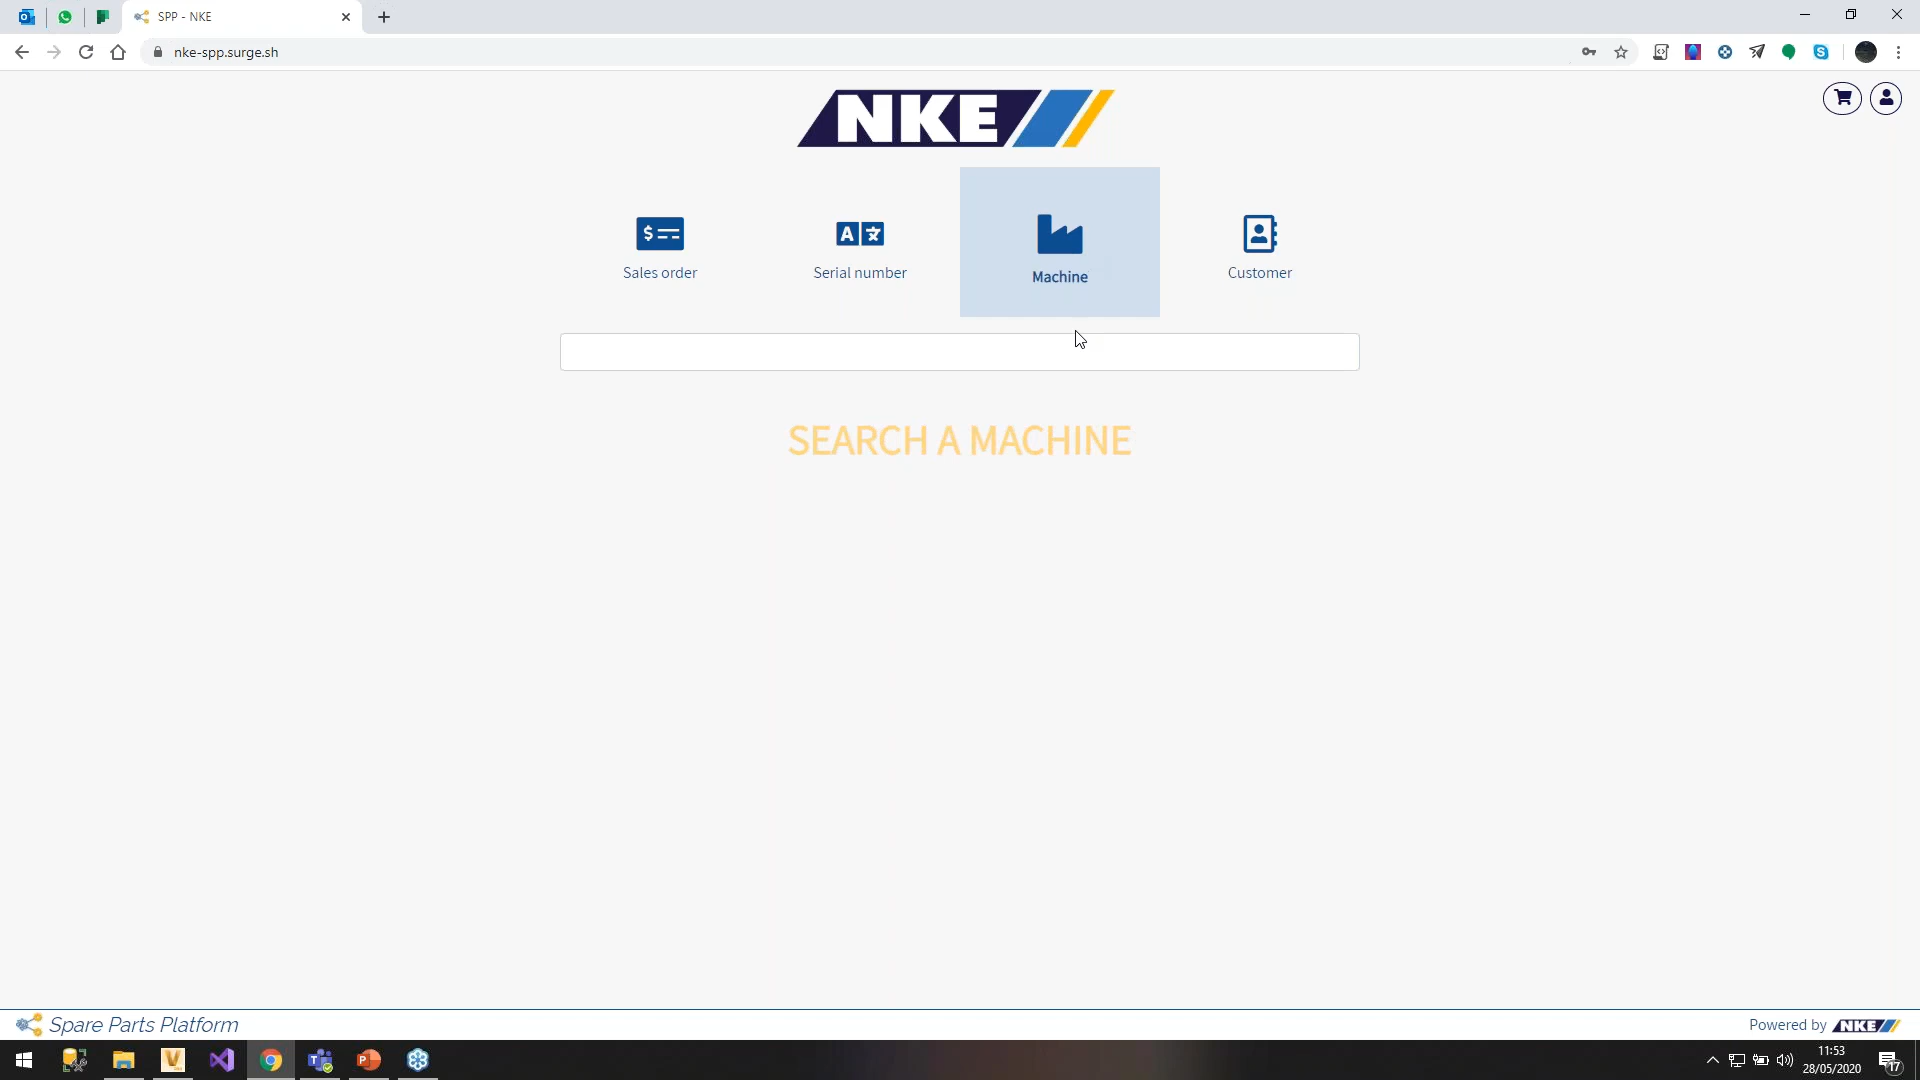 SPP - NKE
nke-spp.surge.sh
NKE
Sales order
Serial number
Machine
Customer
SEARCH A MACHINE
Spare Parts Platform
Powered by NKE
11:53
28/05/2020
17